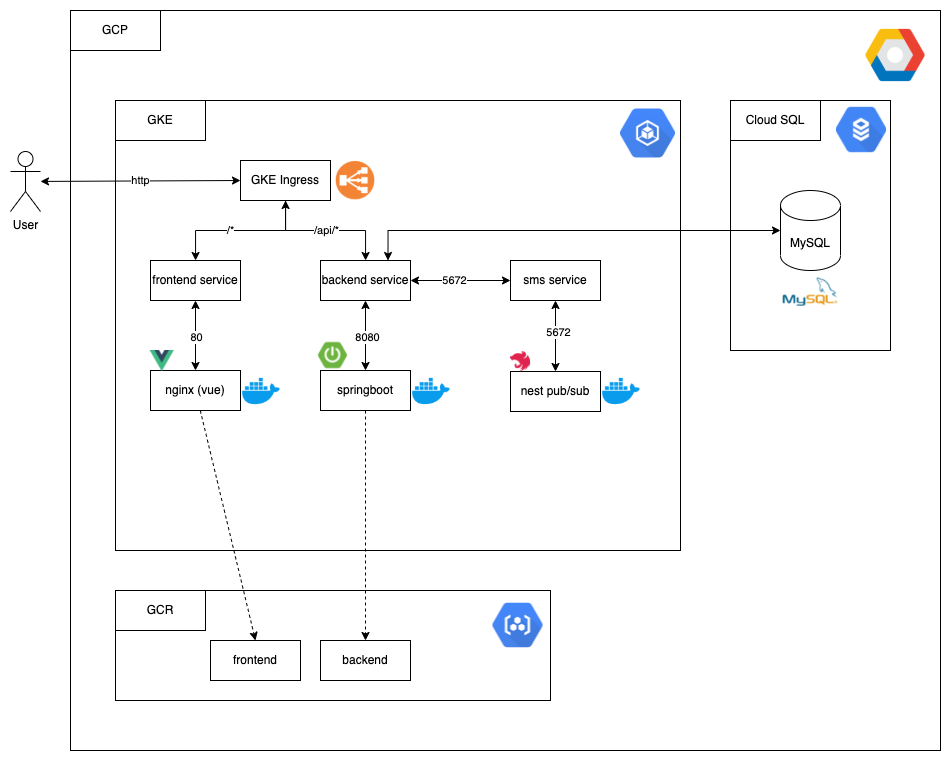 GCP
GKE
Cloud SQL
http
GKE Ingress
User
/*
/api/*
MySQL
frontend service
backend service
5672
sms service
MySQL
80
8080
5672
nginx (vue)
springboot
nest pub/sub
GCR
frontend
backend